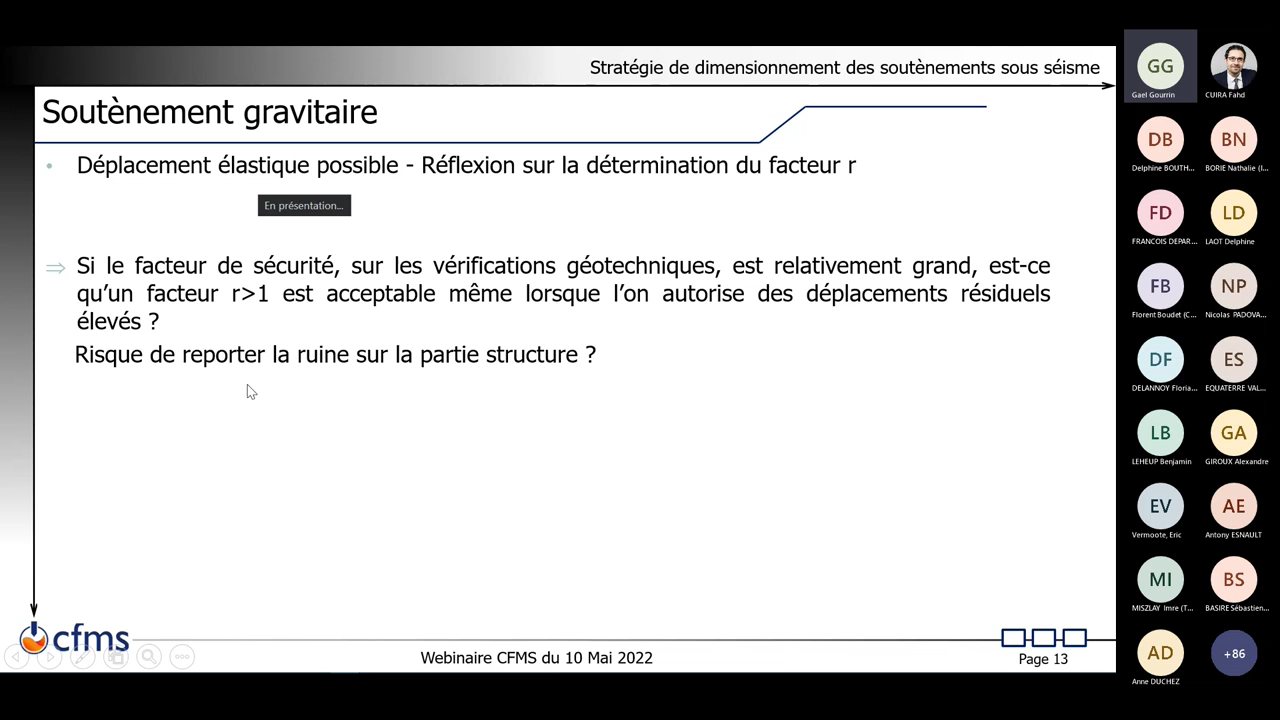 Stratégie de dimensionnement des soutènements sous séisme
Soutènement gravitaire
• Déplacement élastique possible - Réflexion sur la détermination du facteur r
En présentation...
⇒ Si le facteur de sécurité, sur les vérifications géotechniques, est relativement grand, est-ce
qu'un facteur r>1 est acceptable même lorsque l'on autorise des déplacements résiduels
élevés ?
Risque de reporter la ruine sur la partie structure ?
cfms
Webinaire CFMS du 10 Mai 2022
Page 13
GG
Gael Gourrin
CUIRA Fahd
DB
Delphine BOUTH...
BN
BORIE Nathalie (I...
FD
FRANCOIS DEPAR...
LD
LAOT Delphine
FB
Florent Boudet (C...
NP
Nicolas PADOVA...
DF
DELANNOY Floria...
ES
EQUATERRE VAL...
LB
LEHEUP Benjamin
GA
GIROUX Alexandre
EV
Vermoote, Eric
AE
Antony ESNAULT
MI
MISZLAY Imre (T...
BS
BASIRE Sébastien...
AD
Anne DUCHEZ
+86